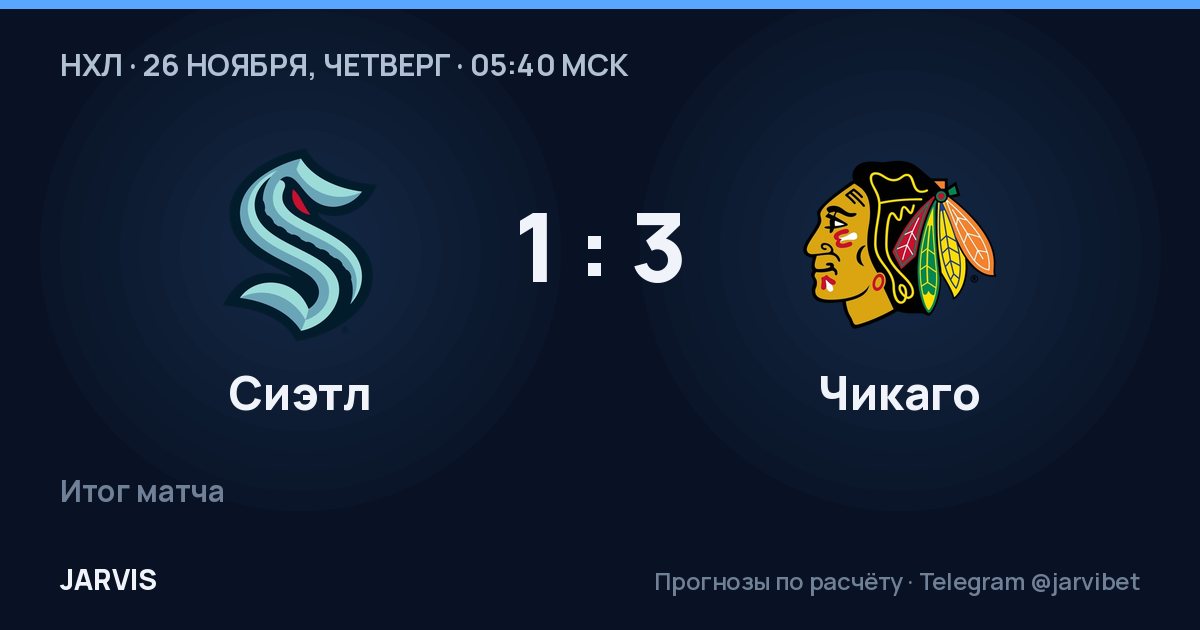 НХЛ · 26 НОЯБРЯ, ЧЕТВЕРГ · 05:40 МСК
1 : 3
Сиэтл
Чикаго
Итог матча
JARVIS
Прогнозы по расчёту · Telegram @jarvibet